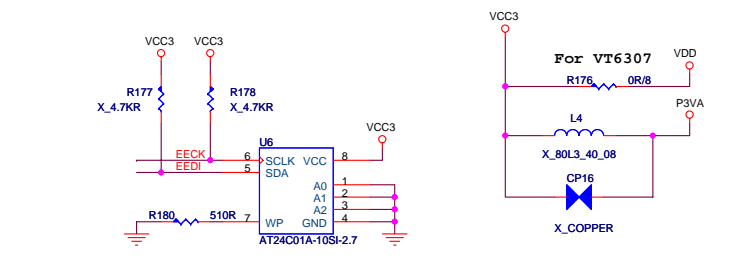 VCC3 VCC3
R177 R178
X_4.7KR X_4.7KR
EECK
EEDI
U6
VCC3
6 SCLK VCC 8
5 SDA
A0 1
A1 2
A2 3
R180 510R 7 WP GND 4
AT24C01A-10SI-2.7
VCC3
For VT6307
VDD
R176 0R/8
P3VA
L4
X_80L3_40_08
CP16
X_COPPER